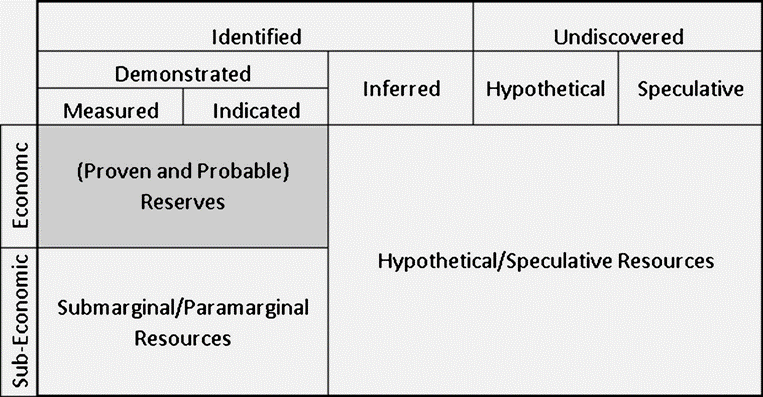 Identified
Undiscovered
Demonstrated
Inferred
Hypothetical
Speculative
Measured
Indicated
Economc
(Proven and Probable)
Reserves
Hypothetical/Speculative Resources
Sub-Economic
Submarginal/Paramarginal
Resources